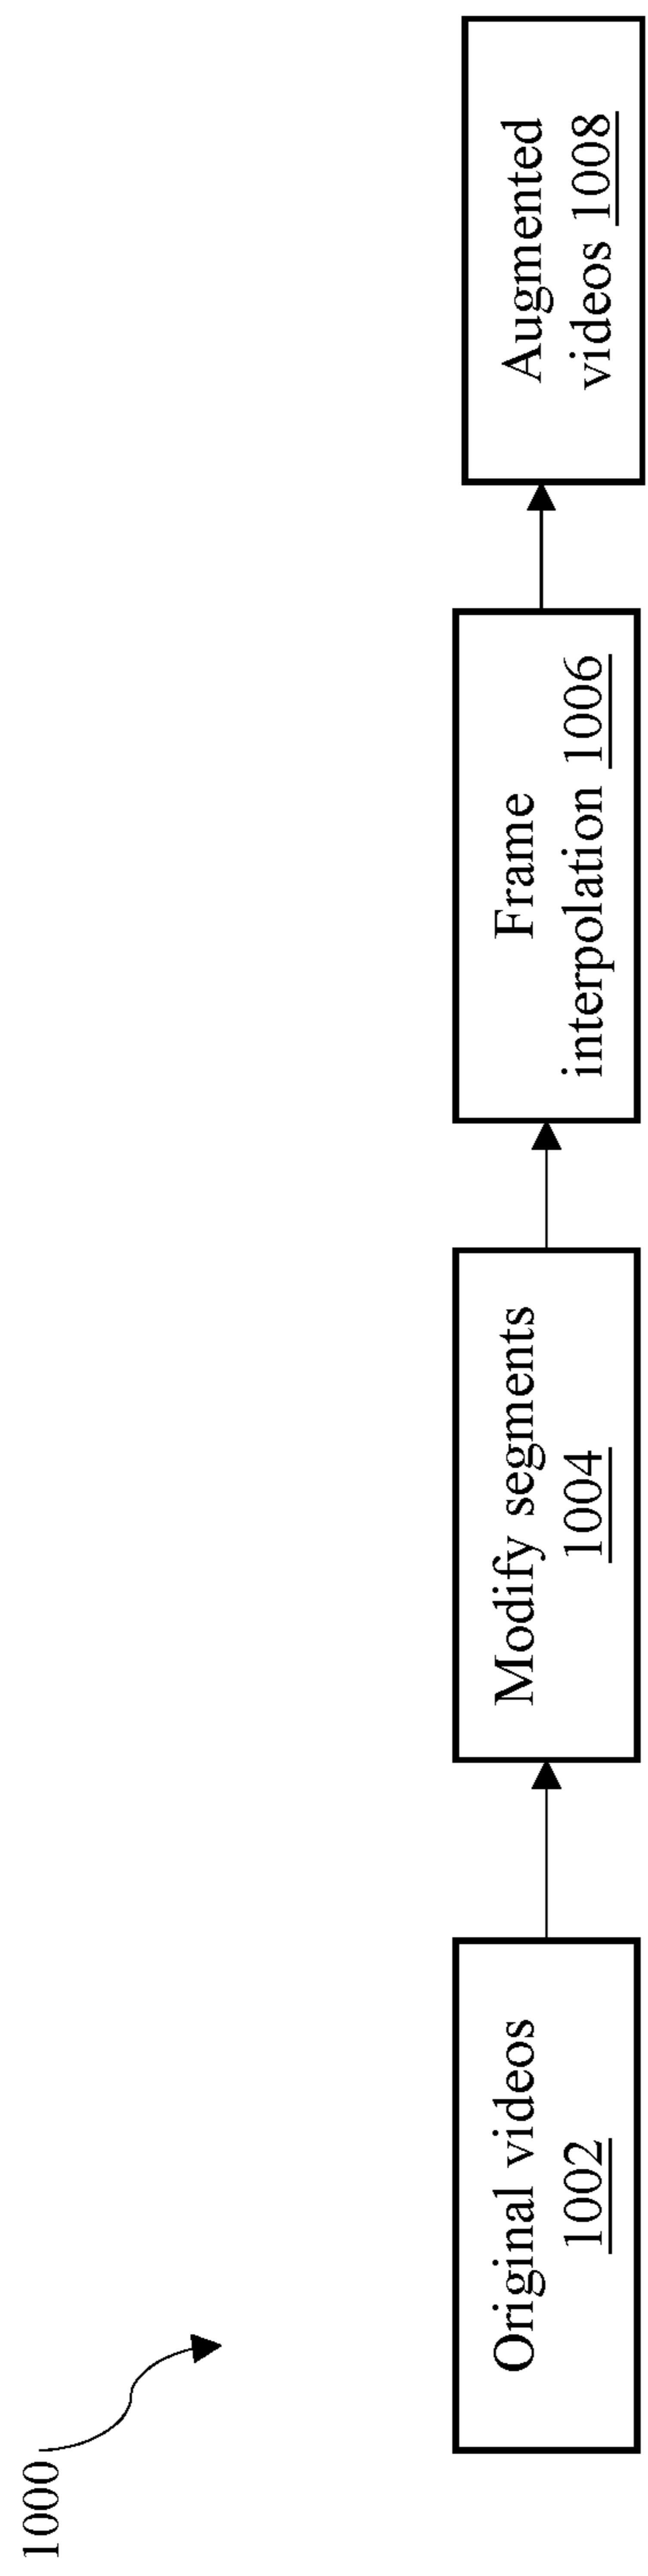 1000
Original videos
1002
Modify segments
1004
Frame
interpolation 1006
Augmented
videos 1008